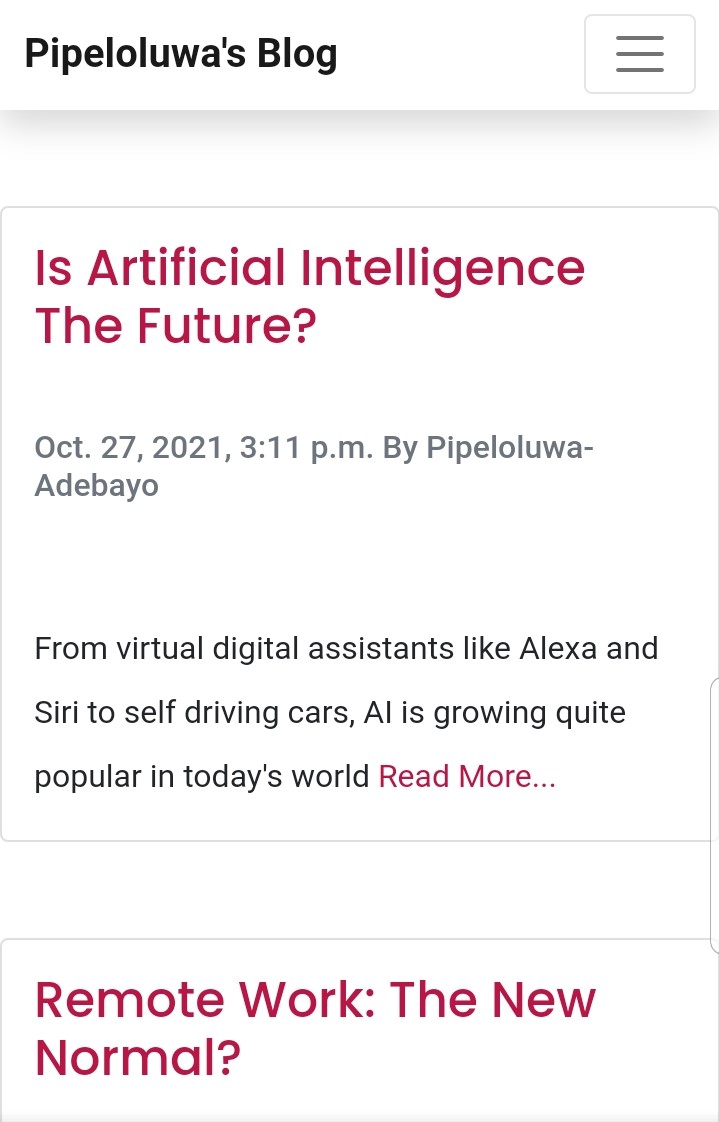 Pipeloluwa's Blog
Is Artificial Intelligence
The Future?
Oct. 27, 2021, 3:11 p.m. By Pipeloluwa-
Adebayo
From virtual digital assistants like Alexa and
Siri to self driving cars, AI is growing quite
popular in today's world Read More...
Remote Work: The New
Normal?